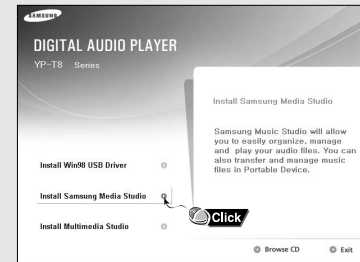 SAMSUNG
DIGITAL AUDIO PLAYER
YP-T8 Series
Install Samsung Media Studio
Samsung Music Studio will allow
you to easily organize, manage
and play your audio files. You can
also transfer and manage music
files in Portable Device.
Install Win98 USB Driver
Install Samsung Media Studio
Click
Install Multimedia Studio
Browse CD
Exit